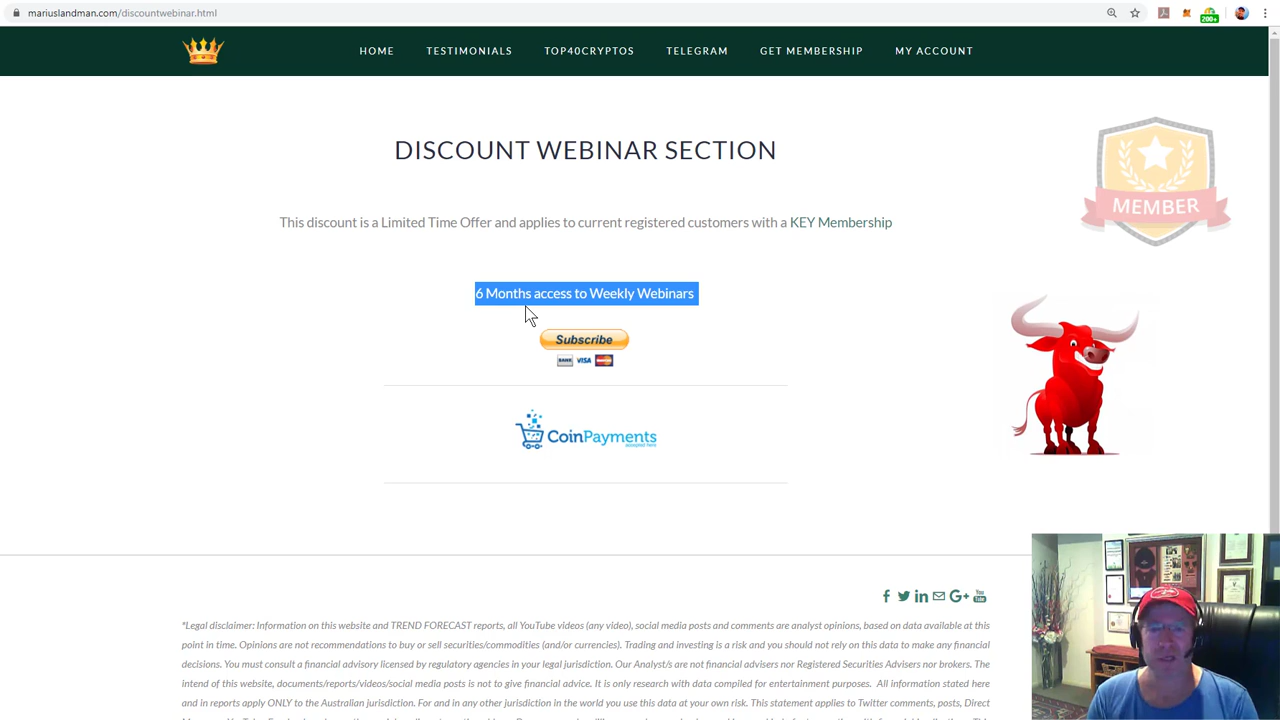 mariuslandman.com/discountwebinar.html
200+
HOME
TESTIMONIALS
TOP40CRYPTOS
TELEGRAM
GET MEMBERSHIP
MY ACCOUNT
DISCOUNT WEBINAR SECTION
MEMBER
This discount is a Limited Time Offer and applies to current registered customers with a KEY Membership
6 Months access to Weekly Webinars
Subscribe
BANK VISA
CoinPayments
accepted here
You
Tube
*Legal disclaimer: Information on this website and TREND FORECAST reports, all YouTube videos (any video), social media posts and comments are analyst opinions, based on data available at this
point in time. Opinions are not recommendations to buy or sell securities/commodities (and/or currencies). Trading and investing is a risk and you should not rely on this data to make any financial
decisions. You must consult a financial advisory licensed by regulatory agencies in your legal jurisdiction. Our Analyst/s are not financial advisers nor Registered Securities Advisers nor brokers. The
intend of this website, documents/reports/videos/social media posts is not to give financial advice. It is only research with data compiled for entertainment purposes. All information stated here
and in reports apply ONLY to the Australian jurisdiction. For and in any other jurisdiction in the world you use this data at your own risk. This statement applies to Twitter comments, posts, Direct